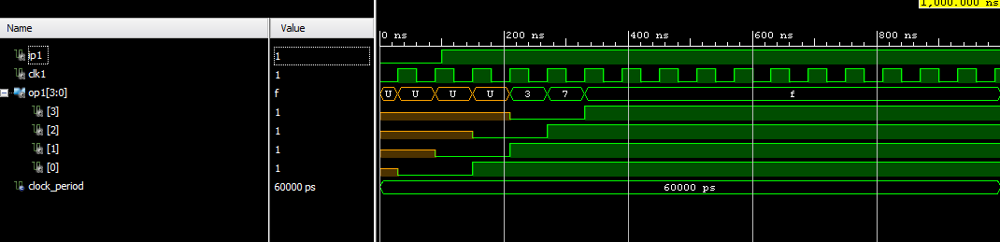 1,000.000 ns
Name Value
0 ns 200 ns 400 ns 600 ns 800 ns
ip1 1
clk1 1
op1[3:0] f U U U U 3 7 f
[3] 1
[2] 1
[1] 1
[0] 1
clock_period 60000 ps 60000 ps